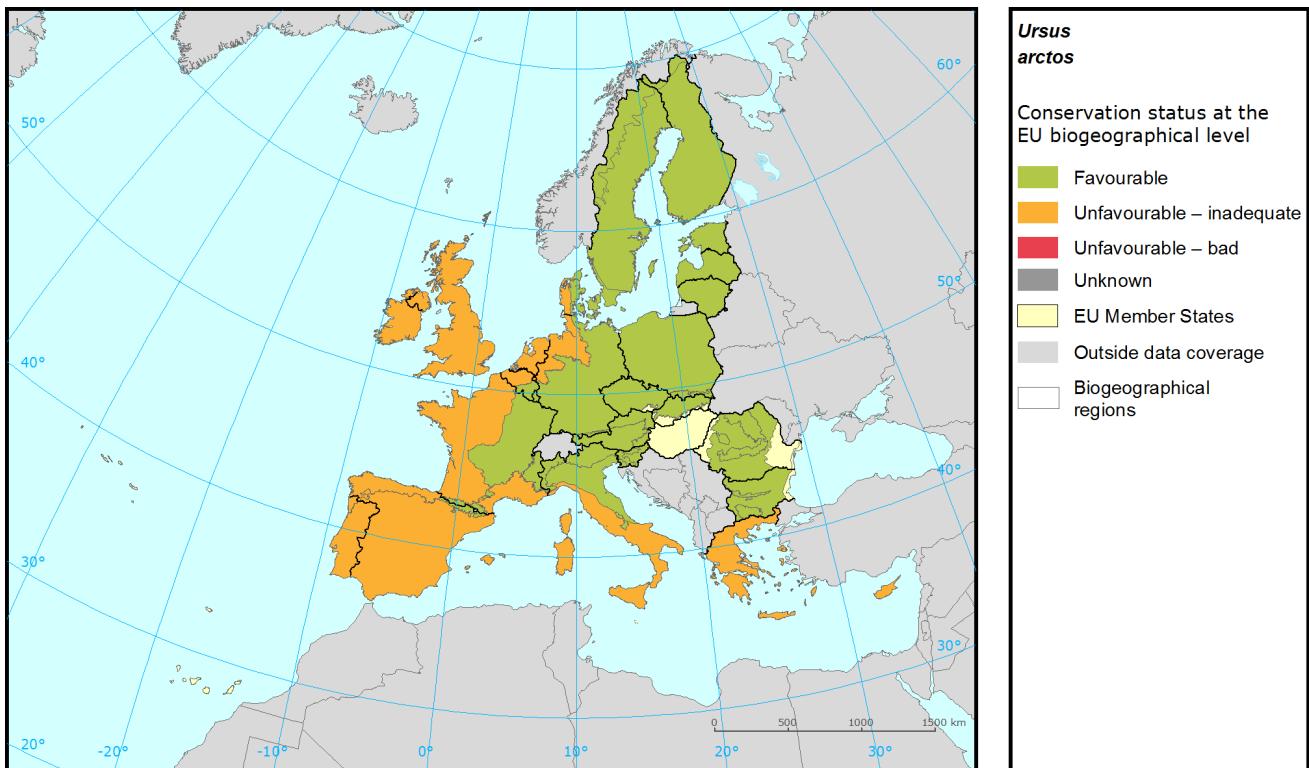 Ursus
arctos
Conservation status at the
EU biogeographical level
Favourable
Unfavourable – inadequate
Unfavourable – bad
Unknown
EU Member States
Outside data coverage
Biogeographical
regions
60°
50°
50°
40°
40°
30°
30°
20°
-20°
-10°
0°
10°
20°
30°
0
500
1000
1500 km